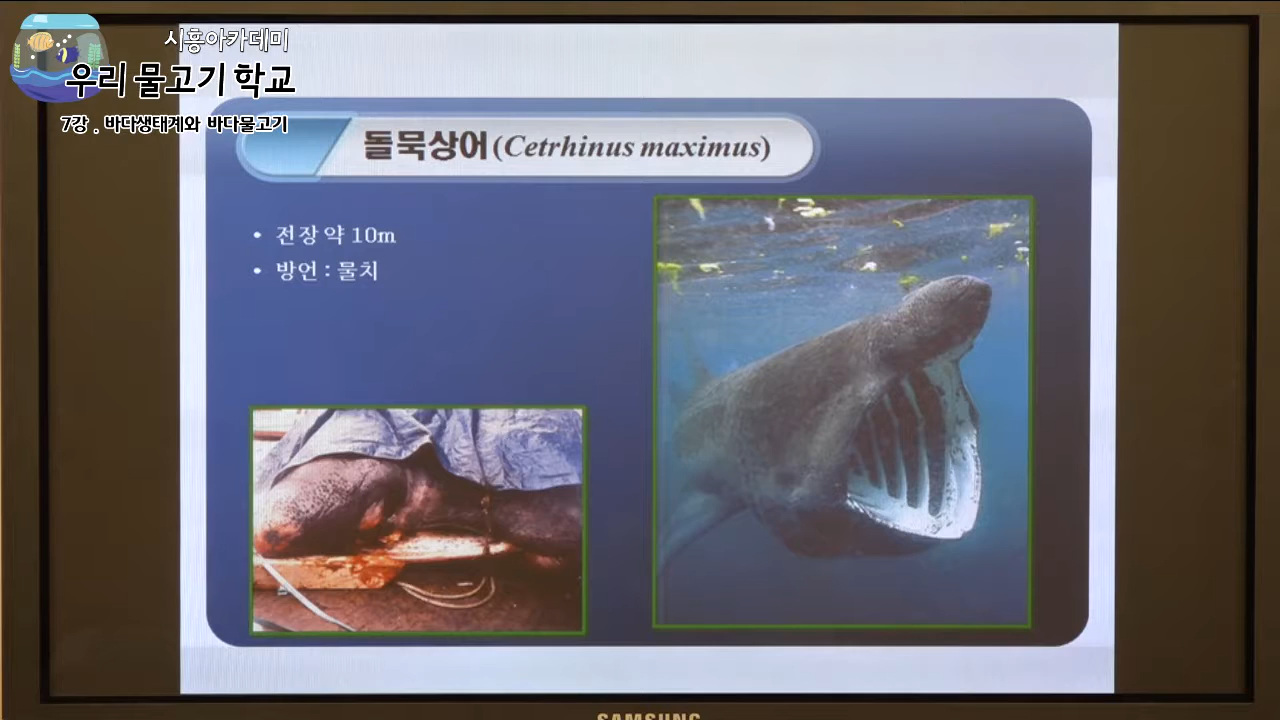 시흥아카데미
우리 물고기 학교
7강 . 바다생태계와 바다물고기
돌묵상어(Cetrhinus maximus)
• 전장 약 10m
• 방언 : 물치
SAMSUNG